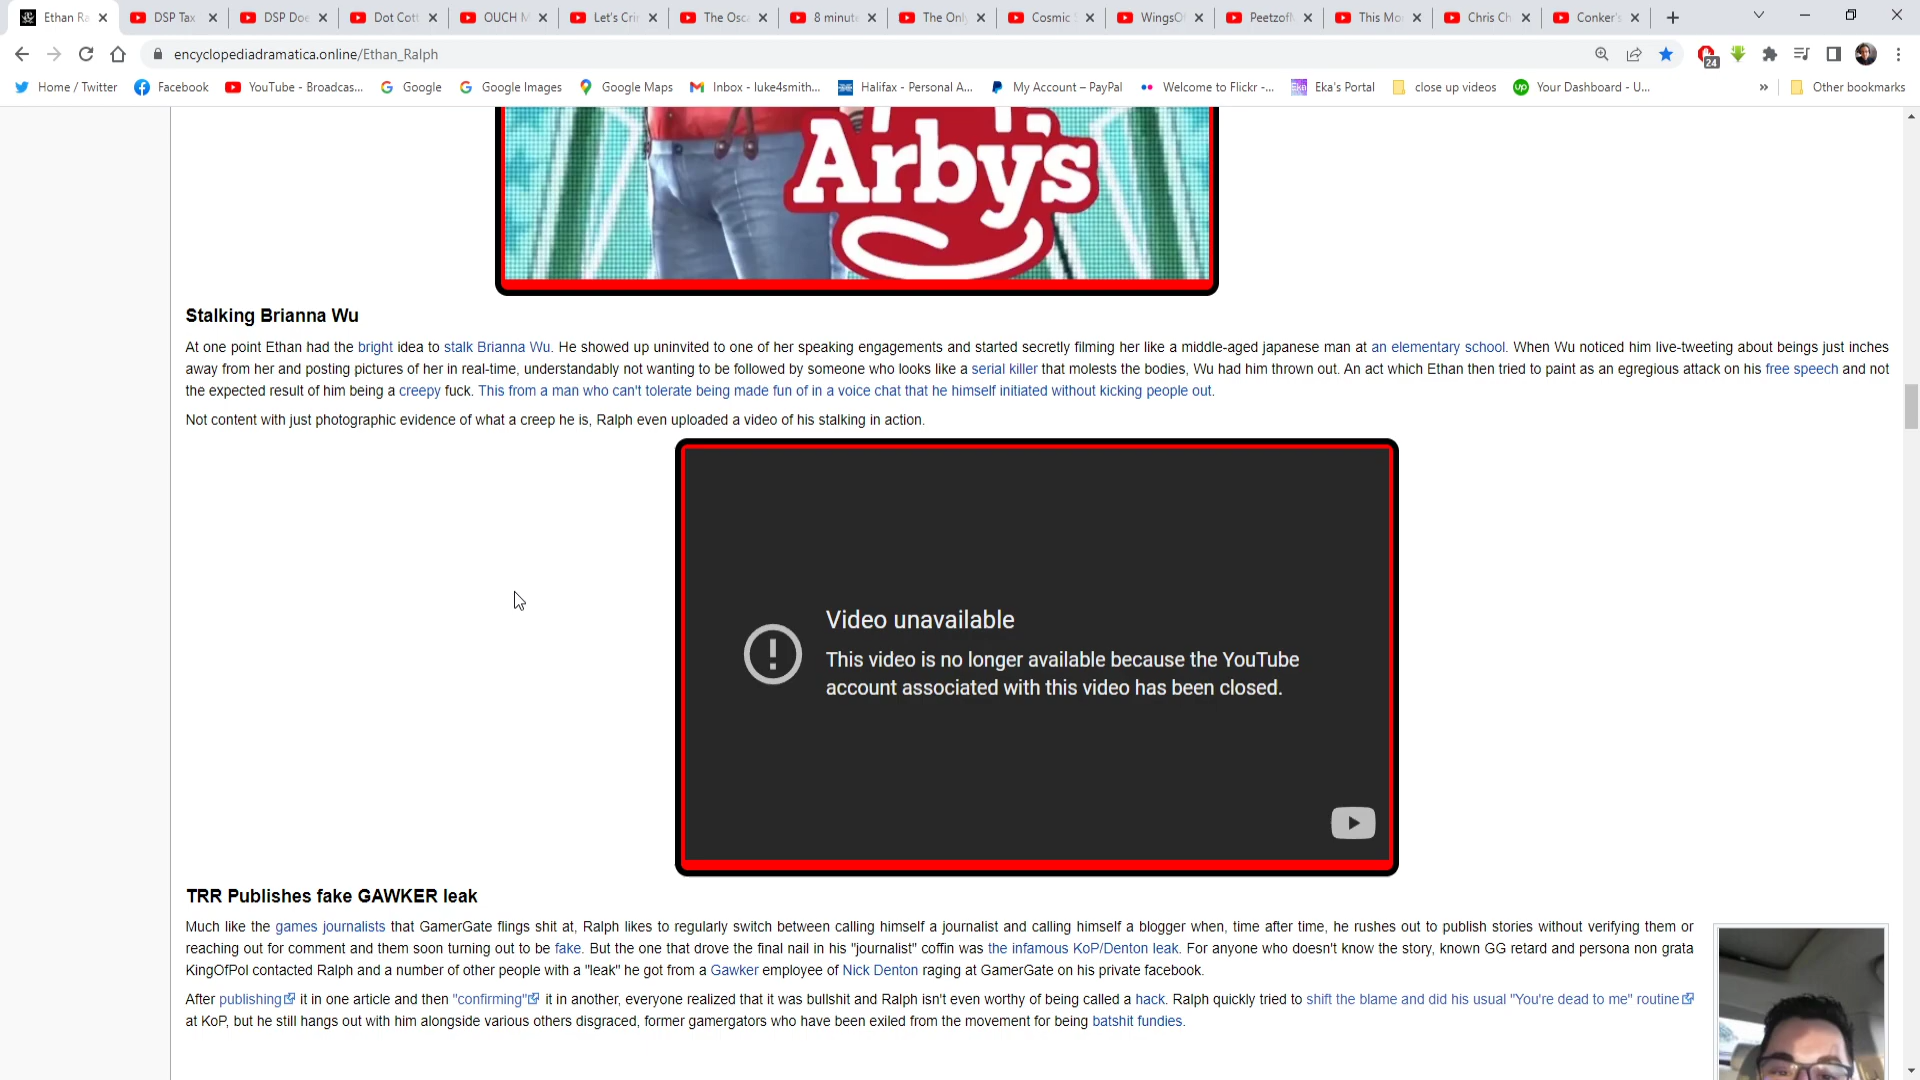 Ethan Ra
DSP Tax
DSP Doe
Dot Cott
OUCH M
Let's Cri
The Osca
8 minute
The Only
Cosmic S
WingsOf
PeetzofM
This Mo
Chris Ch
Conker's
encyclopediadramatica.online/Ethan_Ralph
24
Home / Twitter
Facebook
YouTube - Broadcas...
Google
Google Images
Google Maps
Inbox - luke4smith...
Halifax - Personal A...
My Account – PayPal
Welcome to Flickr -...
Eka's Portal
close up videos
Your Dashboard - U...
»
Other bookmarks
Arbys
Stalking Brianna Wu
At one point Ethan had the bright idea to stalk Brianna Wu. He showed up uninvited to one of her speaking engagements and started secretly filming her like a middle-aged japanese man at an elementary school. When Wu noticed him live-tweeting about beings just inches
away from her and posting pictures of her in real-time, understandably not wanting to be followed by someone who looks like a serial killer that molests the bodies, Wu had him thrown out. An act which Ethan then tried to paint as an egregious attack on his free speech and not
the expected result of him being a creepy fuck. This from a man who can't tolerate being made fun of in a voice chat that he himself initiated without kicking people out.
Not content with just photographic evidence of what a creep he is, Ralph even uploaded a video of his stalking in action.
Video unavailable
This video is no longer available because the YouTube
account associated with this video has been closed.
TRR Publishes fake GAWKER leak
Much like the games journalists that GamerGate flings shit at, Ralph likes to regularly switch between calling himself a journalist and calling himself a blogger when, time after time, he rushes out to publish stories without verifying them or
reaching out for comment and them soon turning out to be fake. But the one that drove the final nail in his "journalist" coffin was the infamous KoP/Denton leak. For anyone who doesn't know the story, known GG retard and persona non grata
KingOfPol contacted Ralph and a number of other people with a "leak" he got from a Gawker employee of Nick Denton raging at GamerGate on his private facebook.
After publishing it in one article and then "confirming" it in another, everyone realized that it was bullshit and Ralph isn't even worthy of being called a hack. Ralph quickly tried to shift the blame and did his usual "You're dead to me" routine
at KoP, but he still hangs out with him alongside various others disgraced, former gamergators who have been exiled from the movement for being batshit fundies.